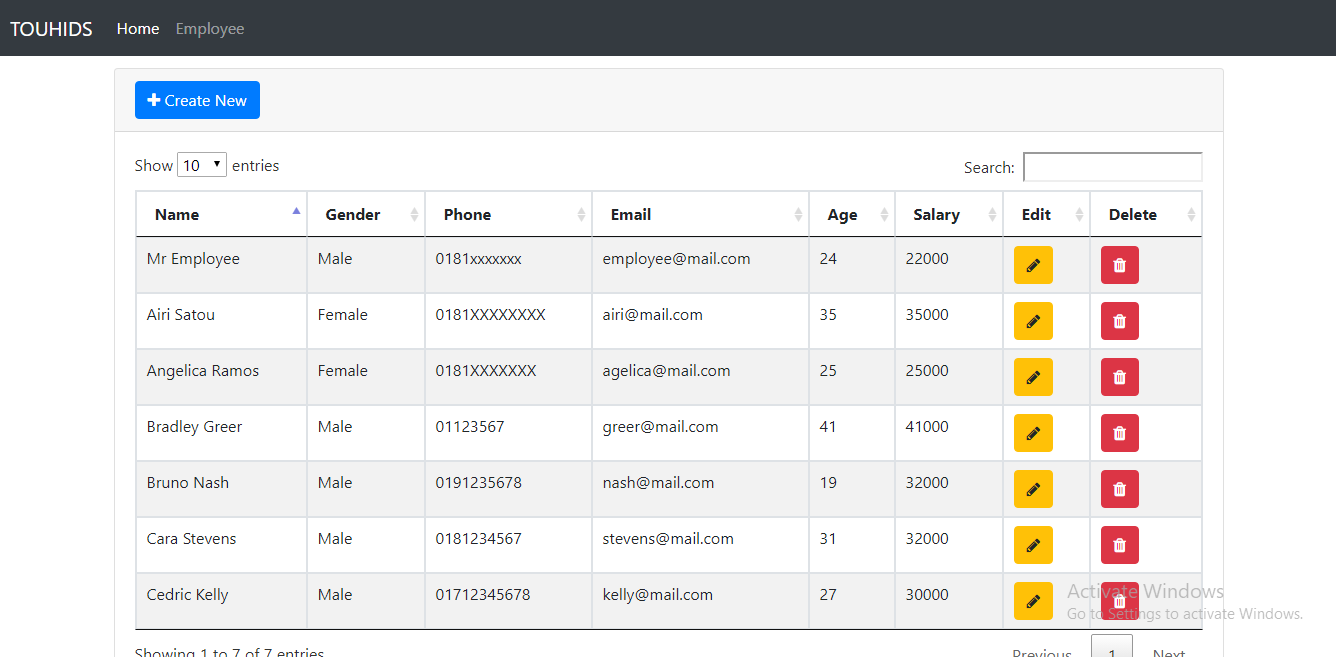 TOUHIDS Home Employee
Create New
Show 10 entries Search:
Name Gender Phone Email Age Salary Edit Delete
Mr Employee Male 0181xxxxxxx employee@mail.com 24 22000
Airi Satou Female 0181XXXXXXXX airi@mail.com 35 35000
Angelica Ramos Female 0181XXXXXXX agelica@mail.com 25 25000
Bradley Greer Male 01123567 greer@mail.com 41 41000
Bruno Nash Male 0191235678 nash@mail.com 19 32000
Cara Stevens Male 0181234567 stevens@mail.com 31 32000
Cedric Kelly Male 01712345678 kelly@mail.com 27 30000
Activate Windows
Go to Settings to activate Windows.
Showing 1 to 7 of 7 entries Previous 1 Next